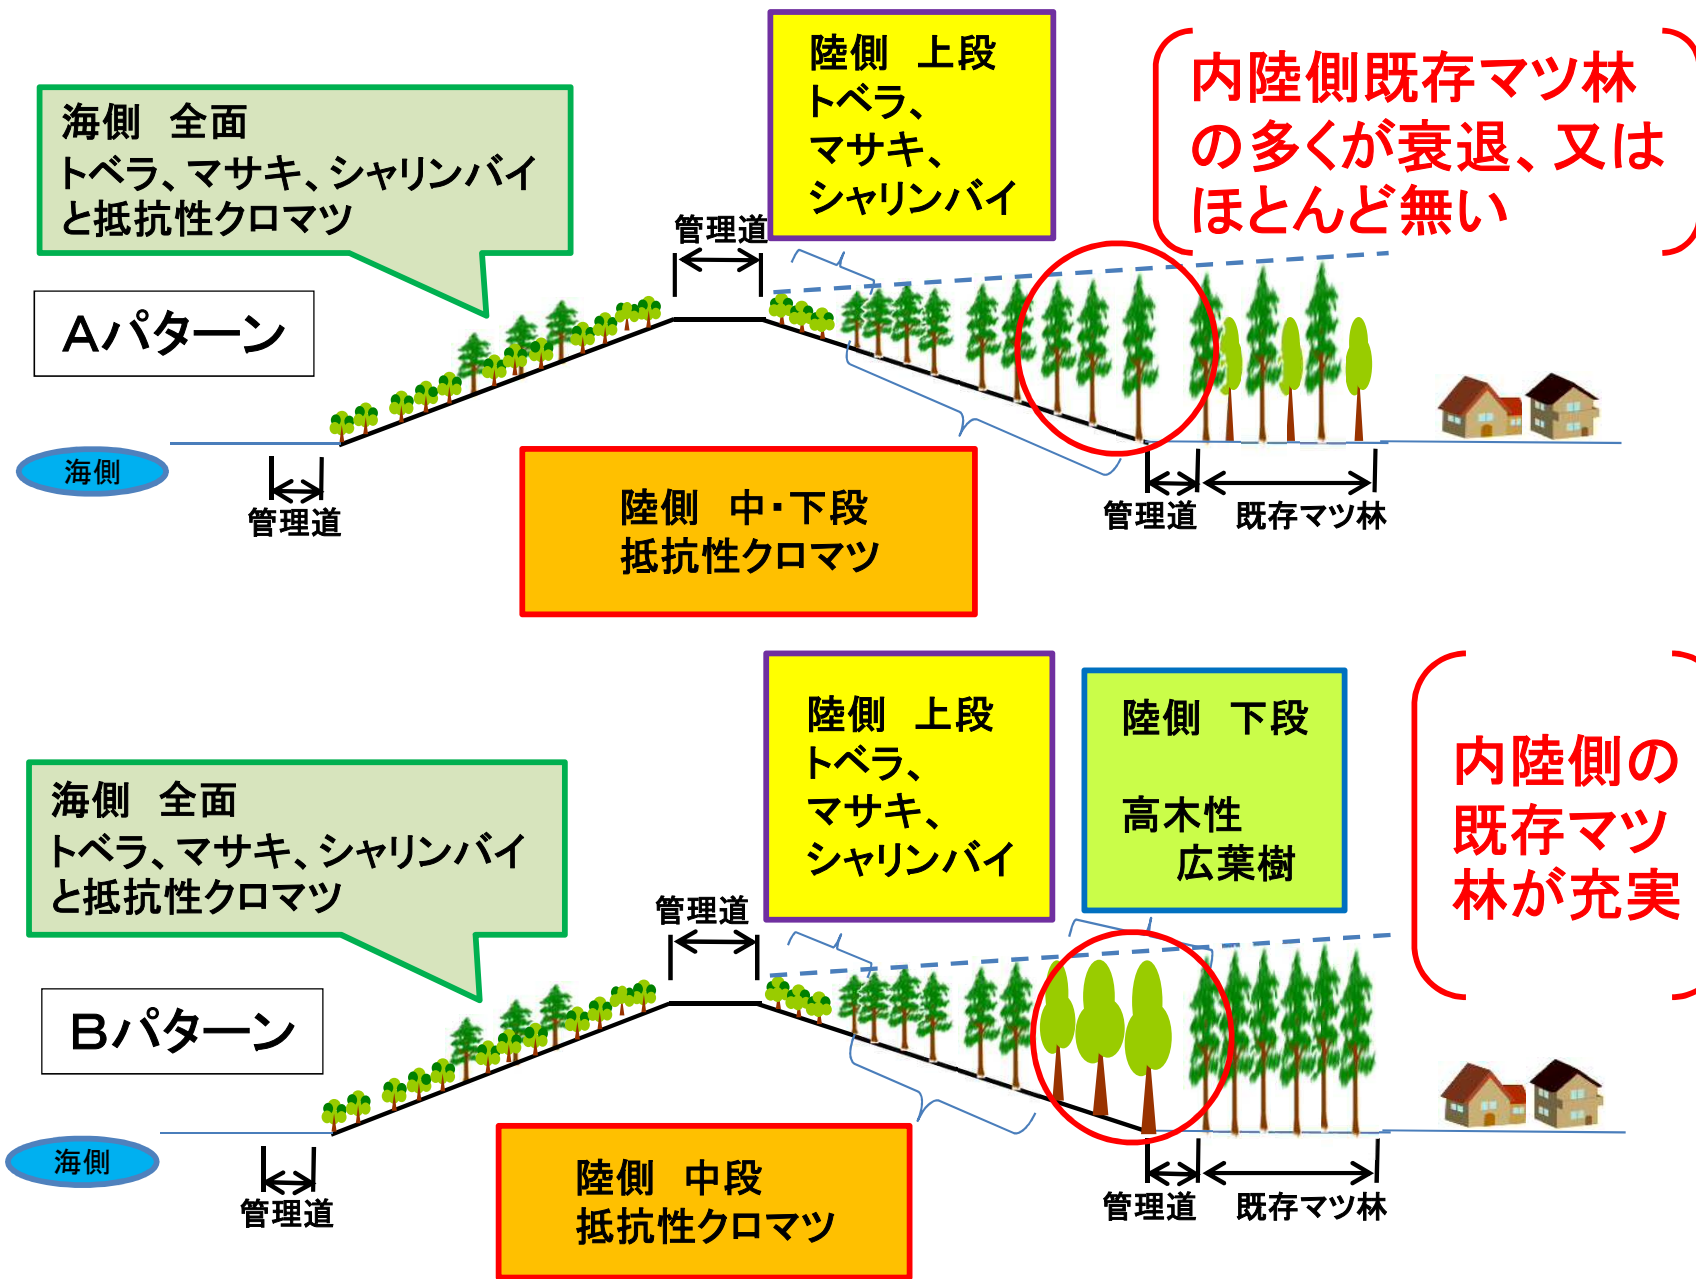 陸側　上段
トベラ、
マサキ、
シャリンバイ
内陸側既存マツ林
の多くが衰退、又は
ほとんど無い
海側　全面
トベラ、マサキ、シャリンバイ
と抵抗性クロマツ
管理道
Aパターン
海側
管理道
陸側　中・下段
抵抗性クロマツ
管理道
既存マツ林
陸側　上段
トベラ、
マサキ、
シャリンバイ
陸側　下段
高木性
広葉樹
内陸側の
既存マツ
林が充実
海側　全面
トベラ、マサキ、シャリンバイ
と抵抗性クロマツ
管理道
Bパターン
海側
管理道
陸側　中段
抵抗性クロマツ
管理道
既存マツ林